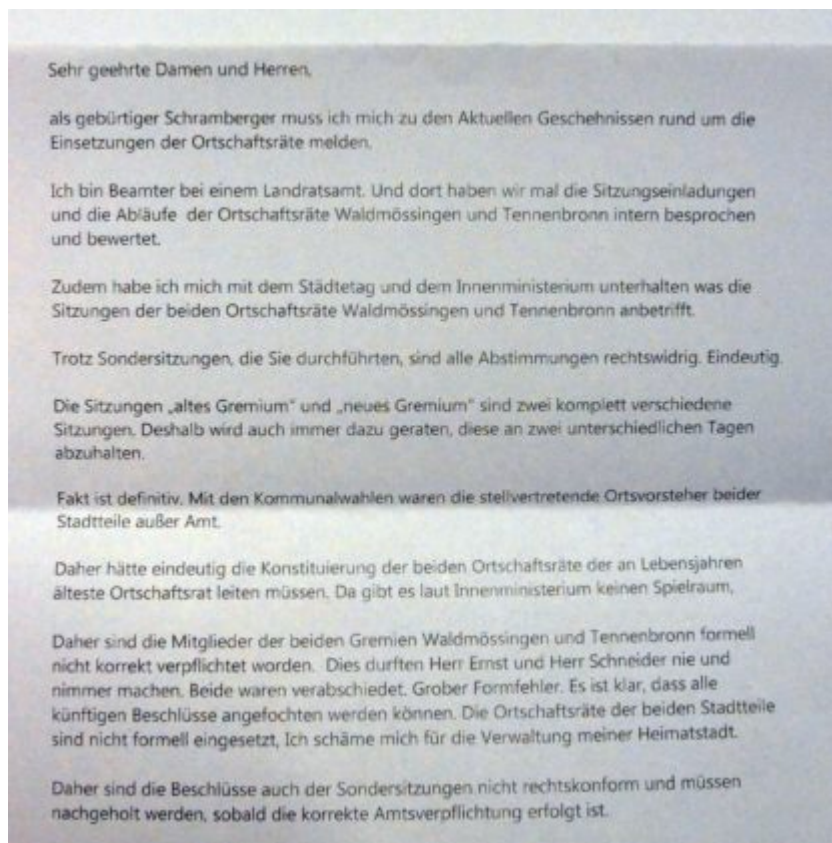 Sehr geehrte Damen und Herren,
als gebürtiger Schramberger muss ich mich zu den Aktuellen Geschehnissen rund um die
Einsetzungen der Ortschaftsräte melden.
Ich bin Beamter bei einem Landratsamt. Und dort haben wir mal die Sitzungseinladungen
und die Abläufe der Ortschaftsräte Waldmössingen und Tennenbronn intern besprochen
und bewertet.
Zudem habe ich mich mit dem Städtetag und dem Innenministerium unterhalten was die
Sitzungen der beiden Ortschaftsräte Waldmössingen und Tennenbronn anbetrifft.
Trotz Sondersitzungen, die Sie durchführten, sind alle Abstimmungen rechtswidrig. Eindeutig.
Die Sitzungen „altes Gremium" und „neues Gremium" sind zwei komplett verschiedene
Sitzungen. Deshalb wird auch immer dazu geraten, diese an zwei unterschiedlichen Tagen
abzuhalten.
Fakt ist definitiv. Mit den Kommunalwahlen waren die stellvertretende Ortsvorsteher beider
Stadtteile außer Amt.
Daher hätte eindeutig die Konstituierung der beiden Ortschaftsräte der an Lebensjahren
älteste Ortschaftsrat leiten müssen. Da gibt es laut Innenministerium keinen Spielraum,
Daher sind die Mitglieder der beiden Gremien Waldmössingen und Tennenbronn formell
nicht korrekt verpflichtet worden. Dies durften Herr Ernst und Herr Schneider nie und
nimmer machen. Beide waren verabschiedet. Grober Formfehler. Es ist klar, dass alle
künftigen Beschlüsse angefochten werden können. Die Ortschaftsräte der beiden Stadtteile
sind nicht formell eingesetzt, Ich schäme mich für die Verwaltung meiner Heimatstadt.
Daher sind die Beschlüsse auch der Sondersitzungen nicht rechtskonform und müssen
nachgeholt werden, sobald die korrekte Amtsverpflichtung erfolgt ist.